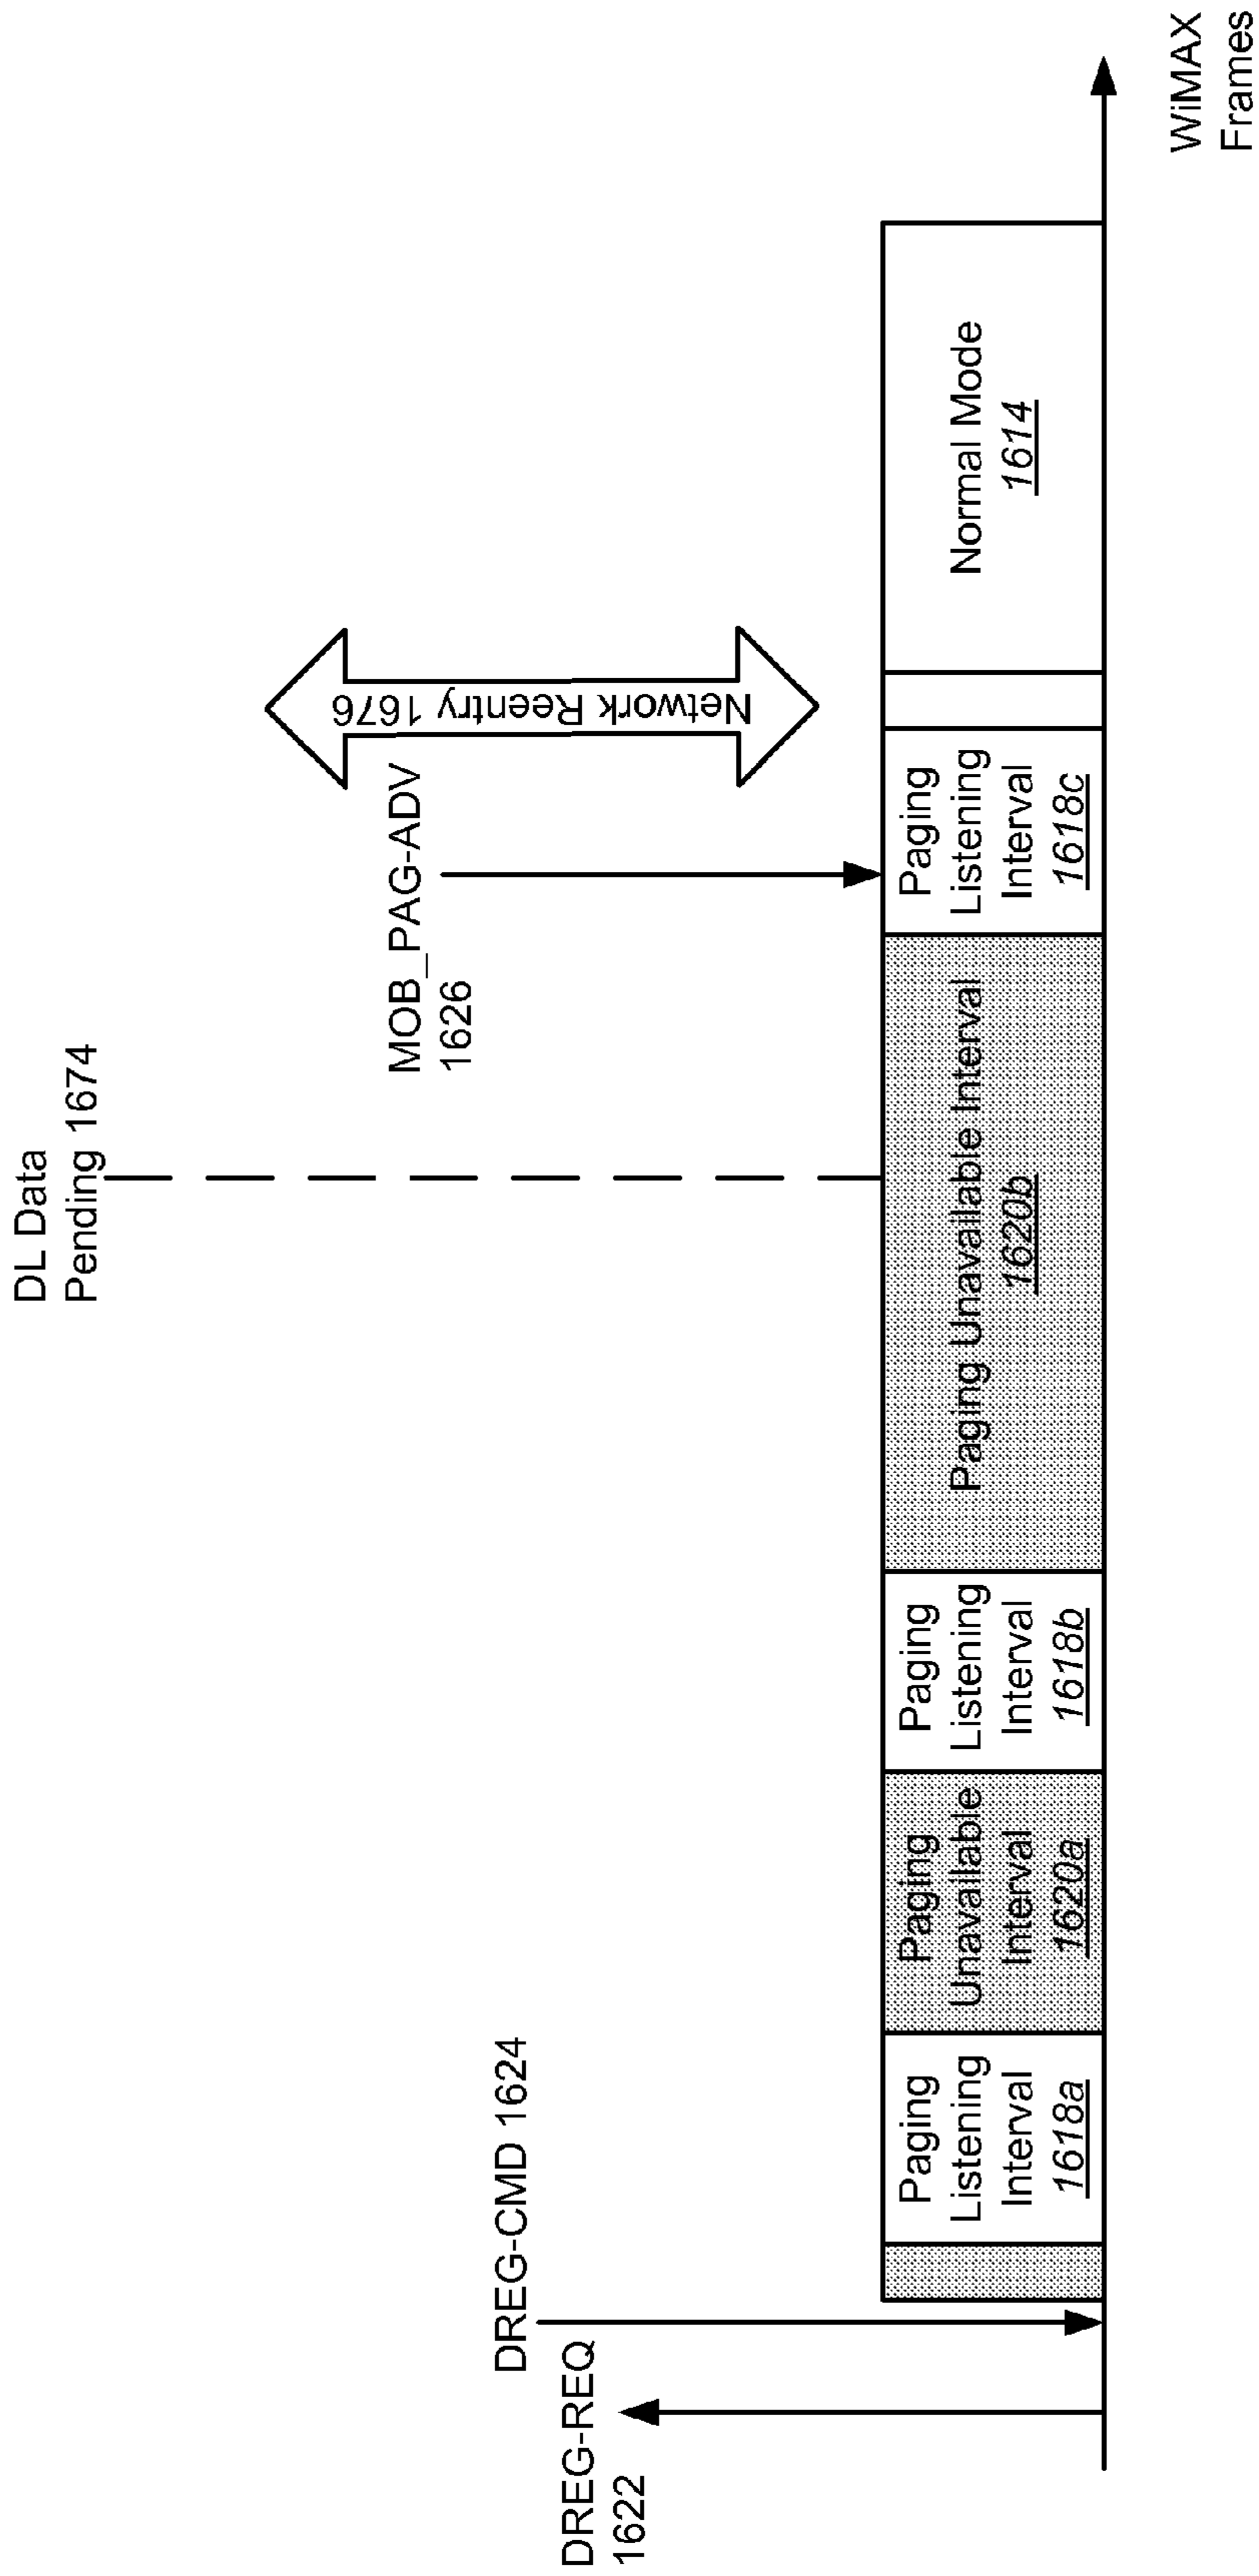 DL Data
Pending 1674
MOB_PAG-ADV
1626
Network Reentry 1676
DREG-CMD 1624
DREG-REQ
1622
Paging
Listening
Interval
1618a
Paging
Unavailable
Interval
1620a
Paging
Listening
Interval
1618b
Paging Unavailable Interval
1620b
Paging
Listening
Interval
1618c
Normal Mode
1614
WiMAX
Frames